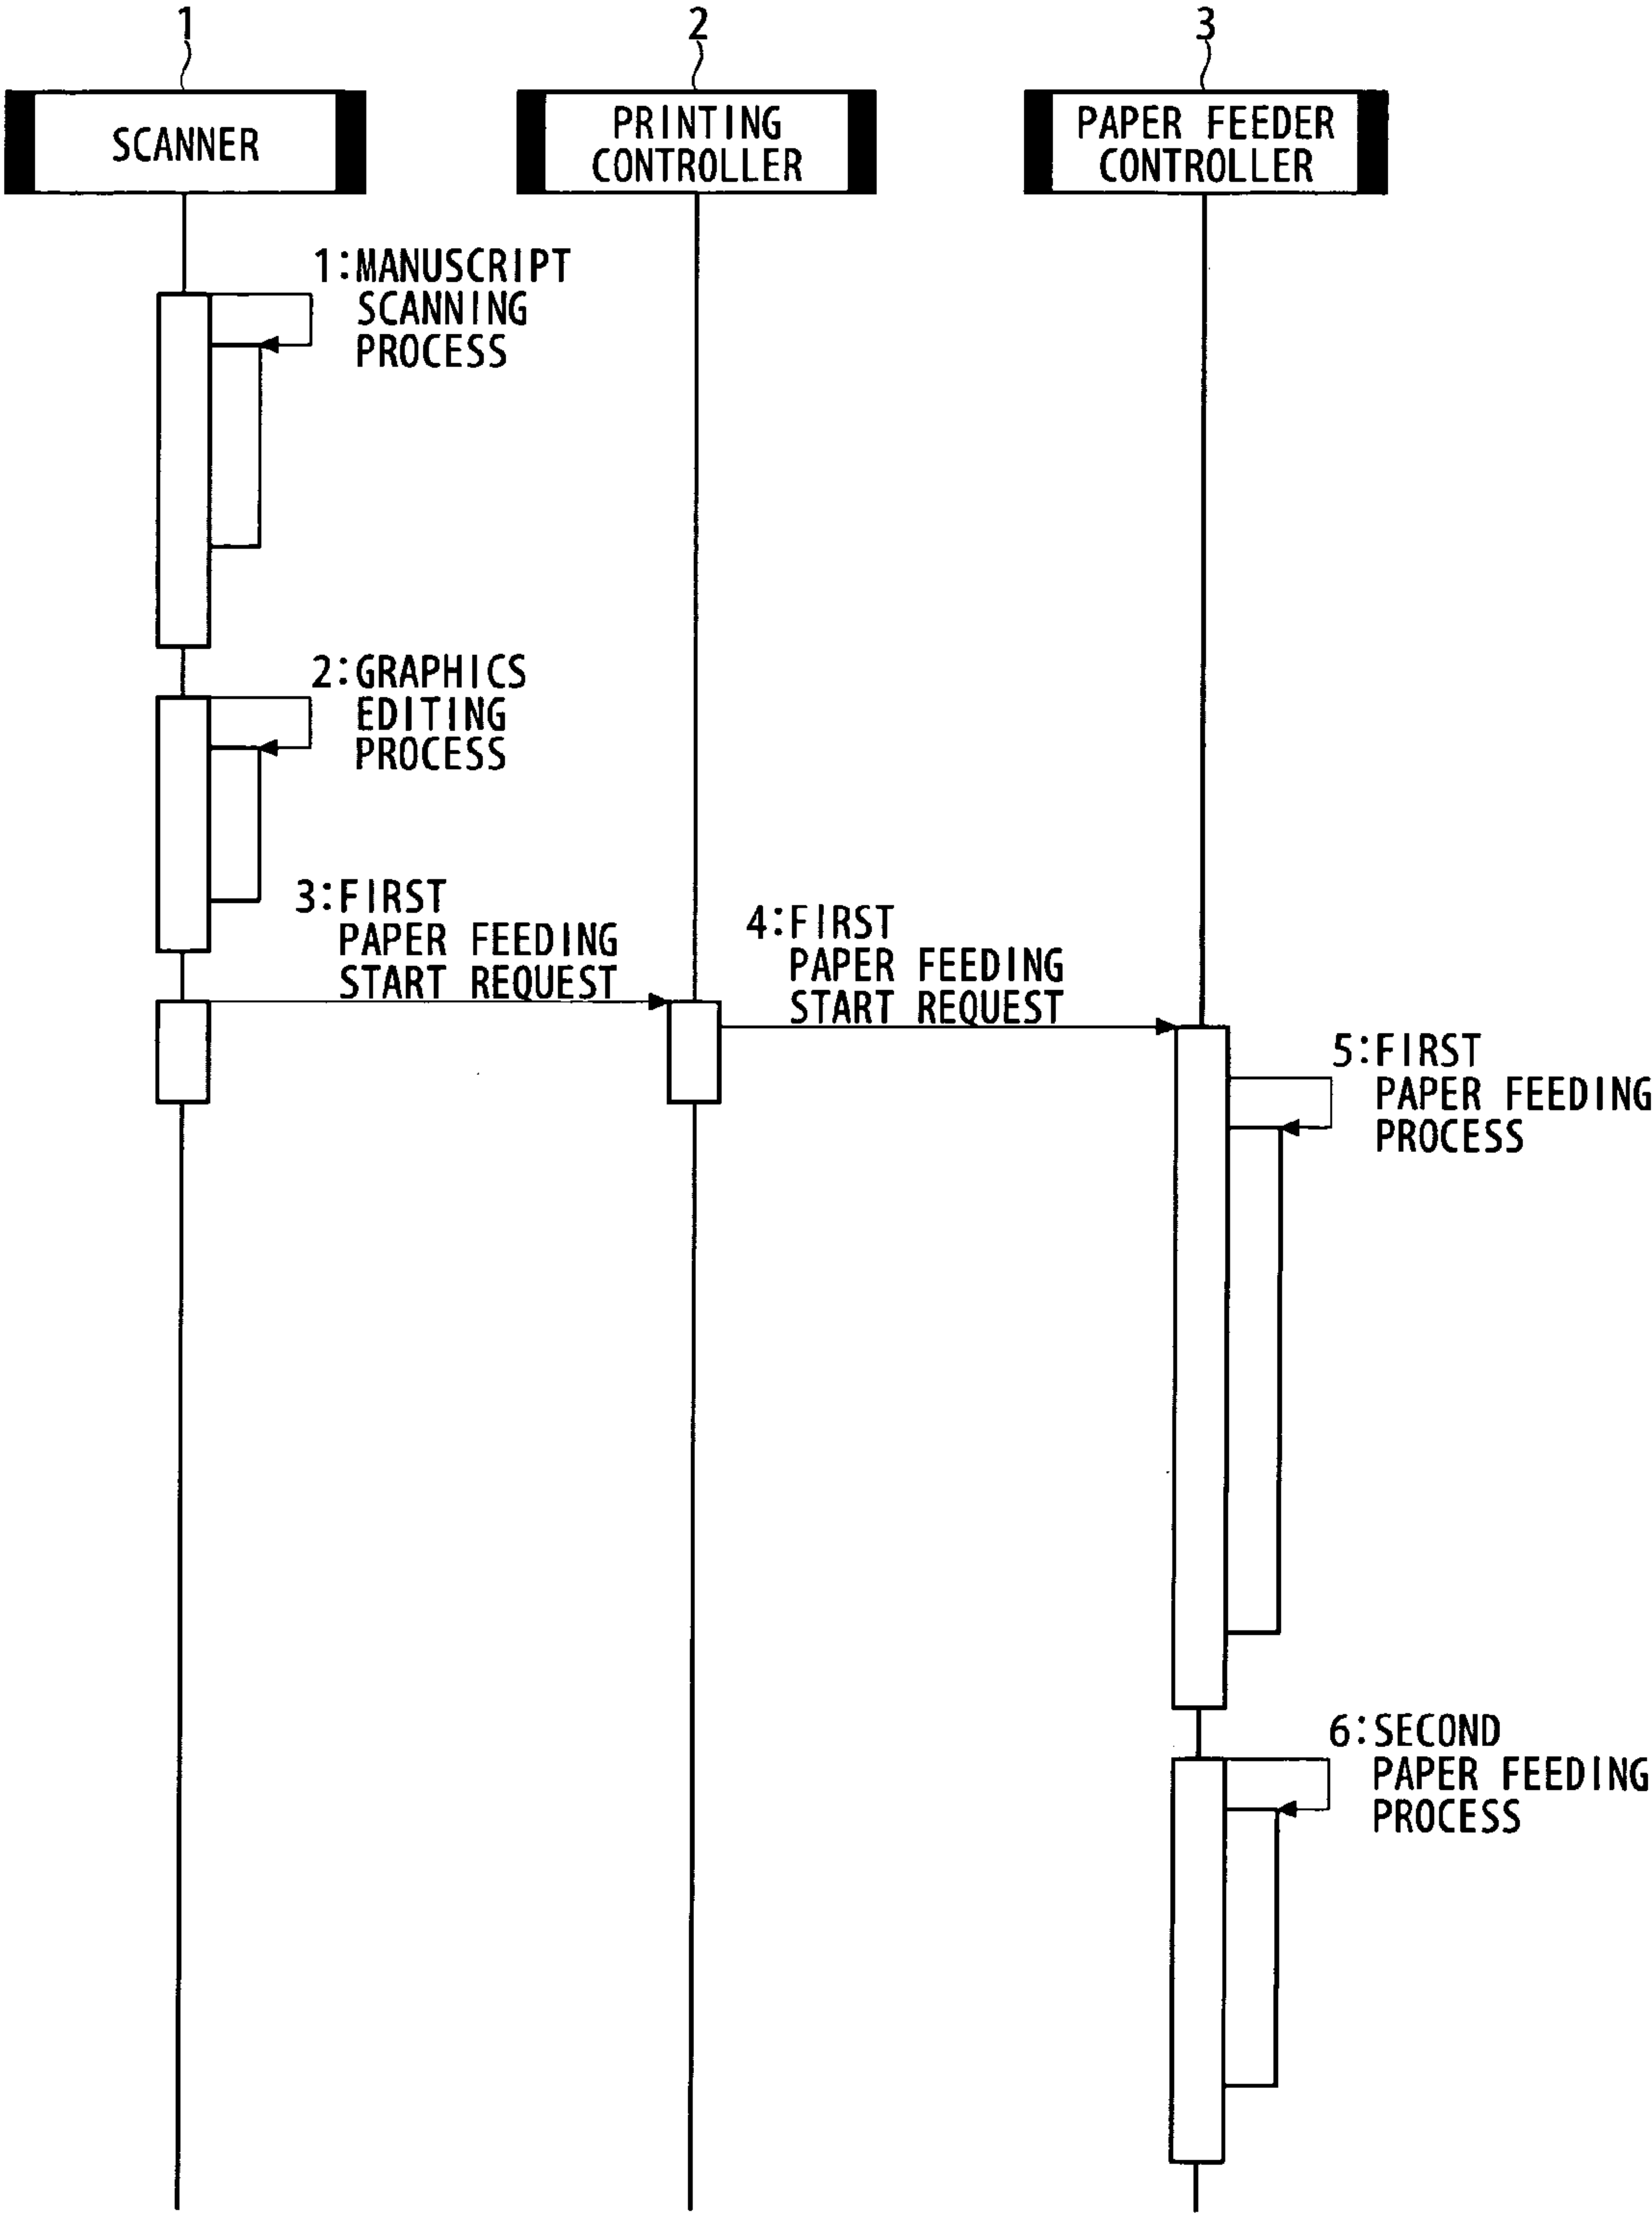 1
2
3
SCANNER
PRINTING
CONTROLLER
PAPER FEEDER
CONTROLLER
1:MANUSCRIPT
SCANNING
PROCESS
2:GRAPHICS
EDITING
PROCESS
3:FIRST
PAPER FEEDING
START REQUEST
4:FIRST
PAPER FEEDING
START REQUEST
5:FIRST
PAPER FEEDING
PROCESS
6:SECOND
PAPER FEEDING
PROCESS